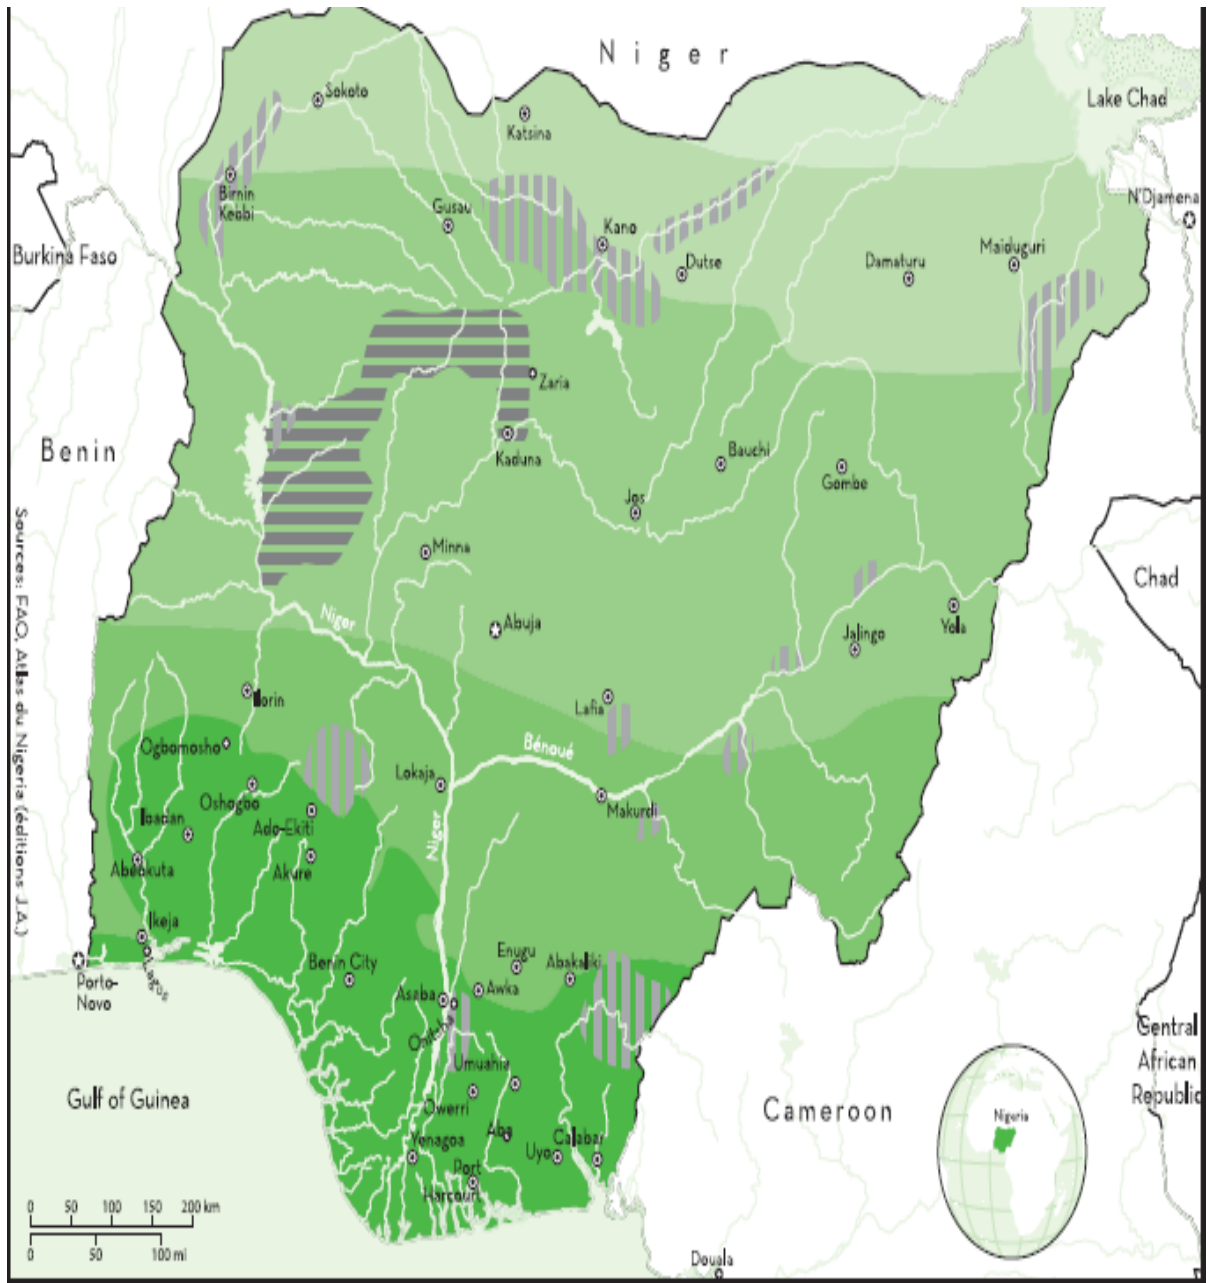 Niger
Lake Chad
Sokoto
Katsina
N'Djamena
Birnin
Kebbi
Gusau
Kano
Dutse
Damaturu
Maiduguri
Burkina Faso
Zaria
Benin
Kaduna
Bauchi
Gombe
Jos
Minna
Chad
Niger
Abuja
Yola
Jalingo
Ilorin
Lafia
Ogbomosho
Bénoué
Lokaja
Oshogbo
Makurdi
Ibadan
Ado-Ekiti
Niger
Abeokuta
Akure
Ikeja
Lagos
Enugu
Abakaliki
Benin City
Porto-
Novo
Asaba
Awka
Onitsha
Central
African
Republic
Umuahia
Gulf of Guinea
Owerri
Cameroon
Nigeria
Aba
Yenagoa
Uyo
Calabar
Port
Harcourt
0 50 100 150 200 km
0 50 100 mi
Douala
Sources: FAO, Atlas du Nigeria (éditions J.A.)